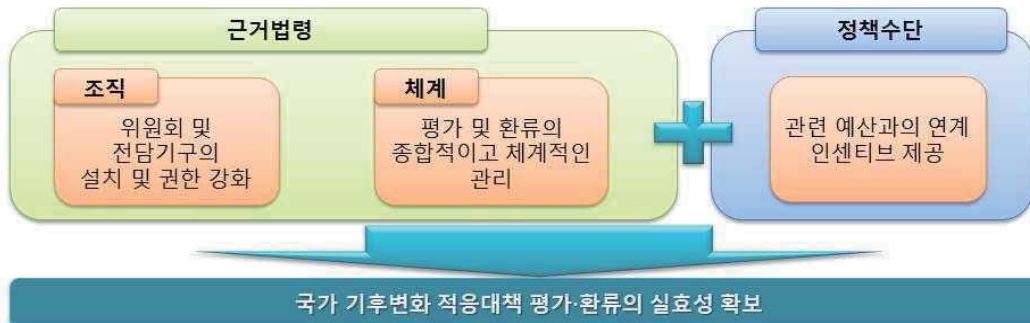 근거법령
정책수단
조직
위원회 및
전담기구의
설치 및 권한 강화
체계
평가 및 환류의
종합적이고 체계적인
관리
관련 예산과의 연계
인센티브 제공
국가 기후변화 적응대책 평가·환류의 실효성 확보